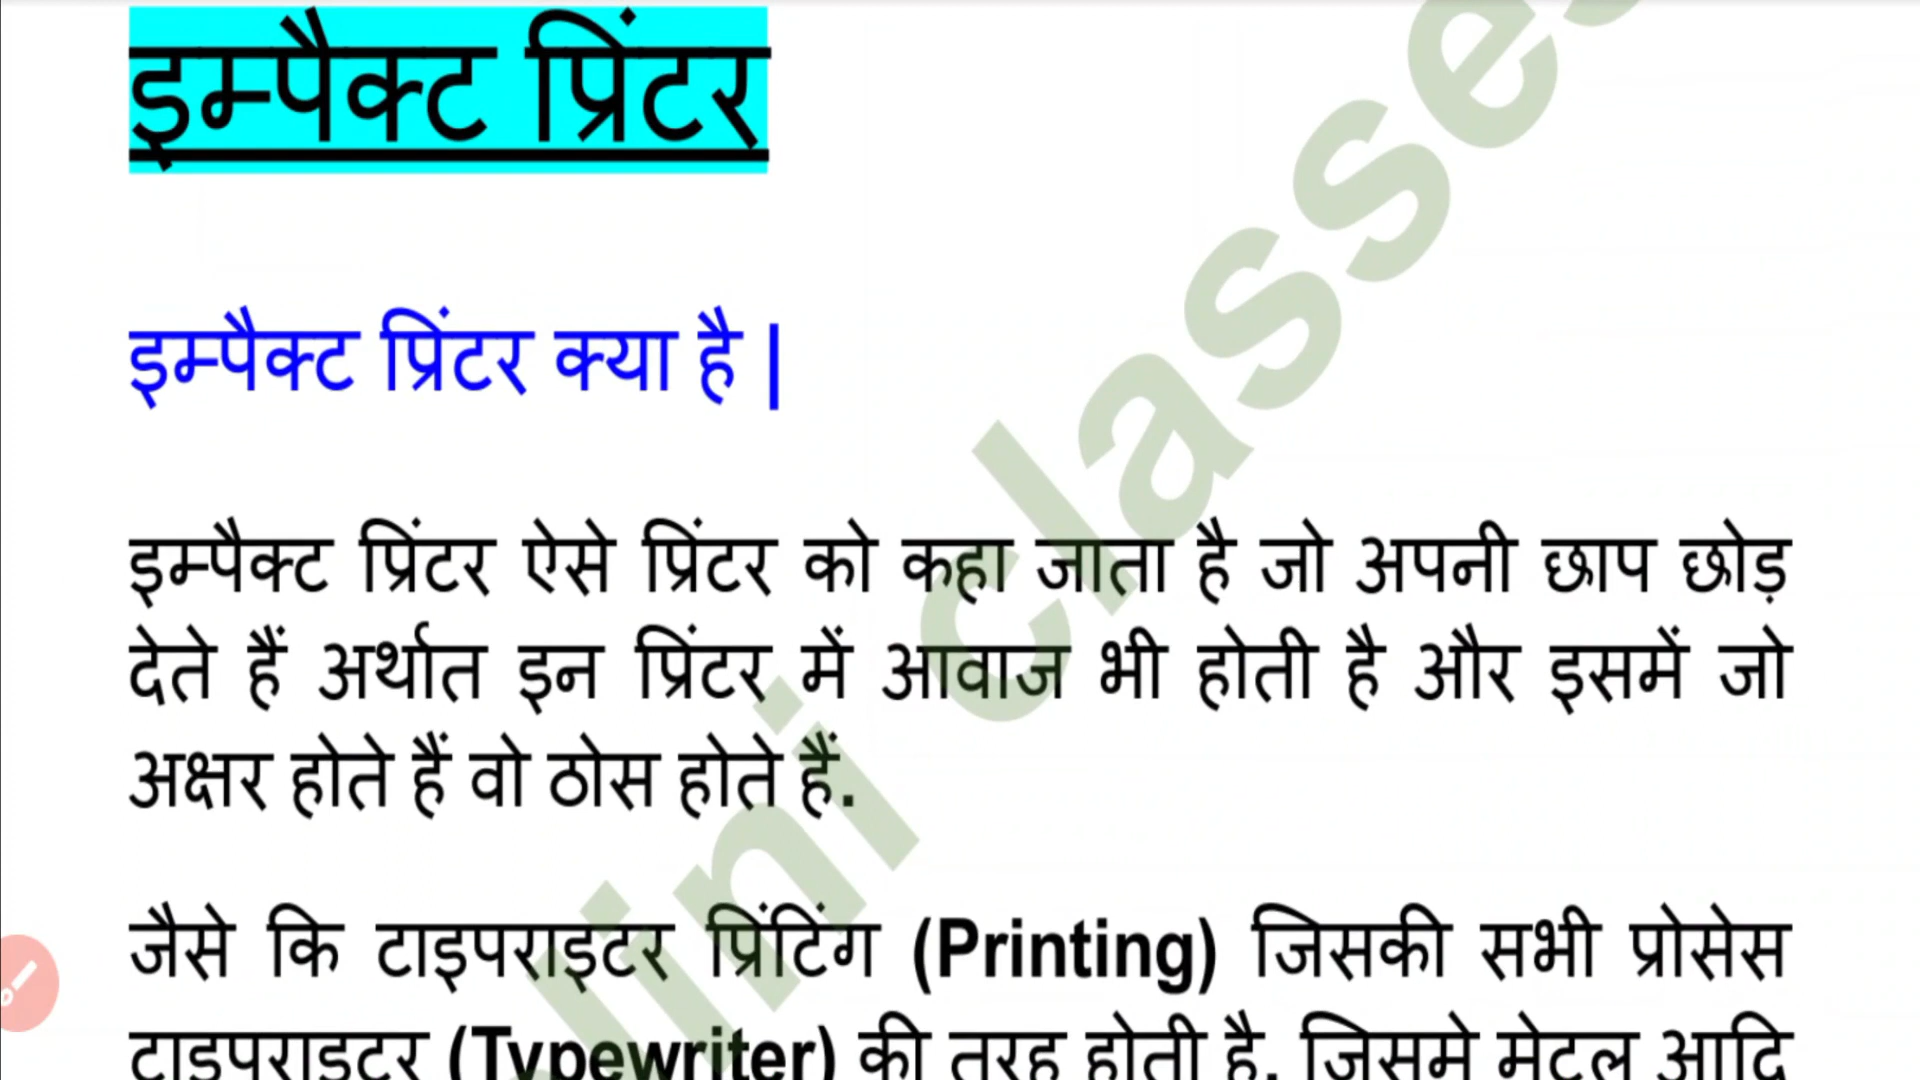 इम्पैक्ट प्रिंटर
इम्पैक्ट प्रिंटर क्या है |
इम्पैक्ट प्रिंटर ऐसे प्रिंटर को कहा जाता है जो अपनी छाप छोड़
देते हैं अर्थात इन प्रिंटर में आवाज भी होती है और इसमें जो
अक्षर होते हैं वो ठोस होते हैं.
जैसे कि टाइपराइटर प्रिंटिंग (Printing) जिसकी सभी प्रोसेस
टाइपराइटर (Typewriter) की तरह होती है. जिसमे मेटल आदि
classes